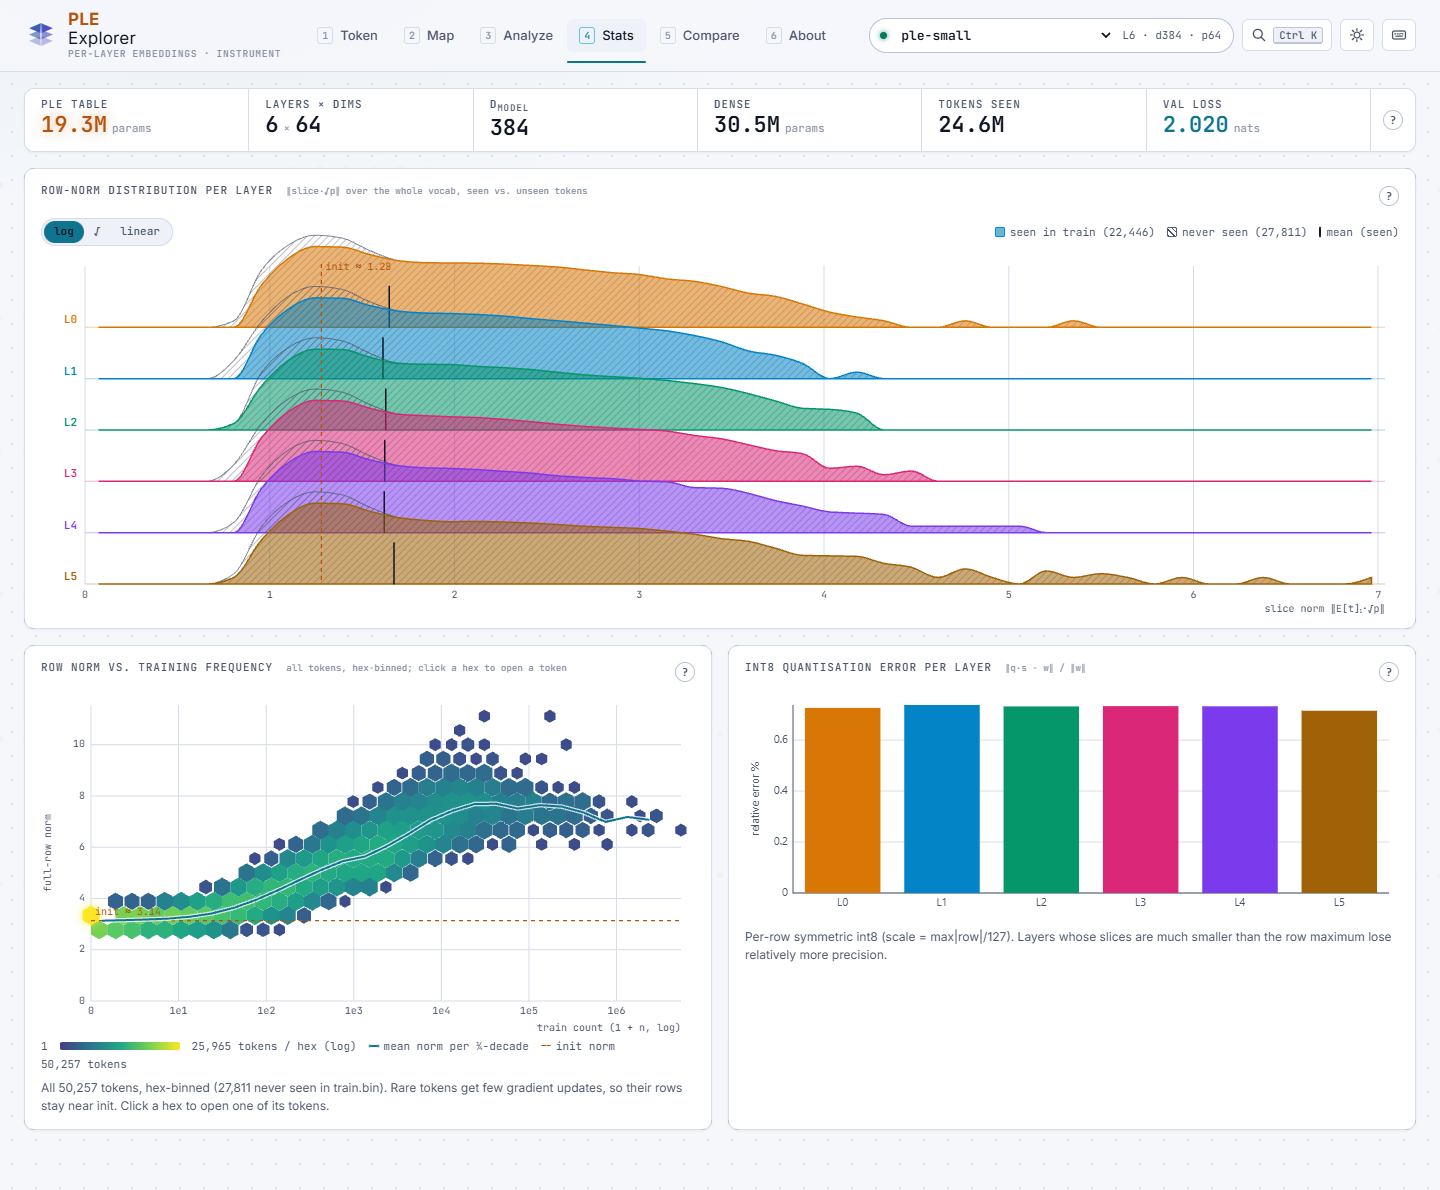 PLE
Explorer
PER-LAYER EMBEDDINGS · INSTRUMENT
1 Token
2 Map
3 Analyze
4 Stats
5 Compare
6 About
ple-small
L6 · d384 · p64
Ctrl K
PLE TABLE
19.3M params
LAYERS × DIMS
6 × 64
DMODEL
384
DENSE
30.5M params
TOKENS SEEN
24.6M
VAL LOSS
2.020 nats
?
ROW-NORM DISTRIBUTION PER LAYER
‖slice·√p‖ over the whole vocab, seen vs. unseen tokens
?
log √ linear
seen in train (22,446)
never seen (27,811)
mean (seen)
init ≈ 1.28
L0
L1
L2
L3
L4
L5
0 1 2 3 4 5 6 7
slice norm ‖E[t]ₗ·√p‖
ROW NORM VS. TRAINING FREQUENCY
all tokens, hex-binned; click a hex to open a token
?
full-row norm
10
8
6
4
2
0
init ≈ 3.14
0 1e1 1e2 1e3 1e4 1e5 1e6
train count (1 + n, log)
1 25,965 tokens / hex (log)
mean norm per ¼-decade
init norm
50,257 tokens
All 50,257 tokens, hex-binned (27,811 never seen in train.bin). Rare tokens get few gradient updates, so their rows
stay near init. Click a hex to open one of its tokens.
INT8 QUANTISATION ERROR PER LAYER
‖q·s - w‖ / ‖w‖
?
relative error %
0.6
0.4
0.2
0
L0 L1 L2 L3 L4 L5
Per-row symmetric int8 (scale = max|row|/127). Layers whose slices are much smaller than the row maximum lose
relatively more precision.